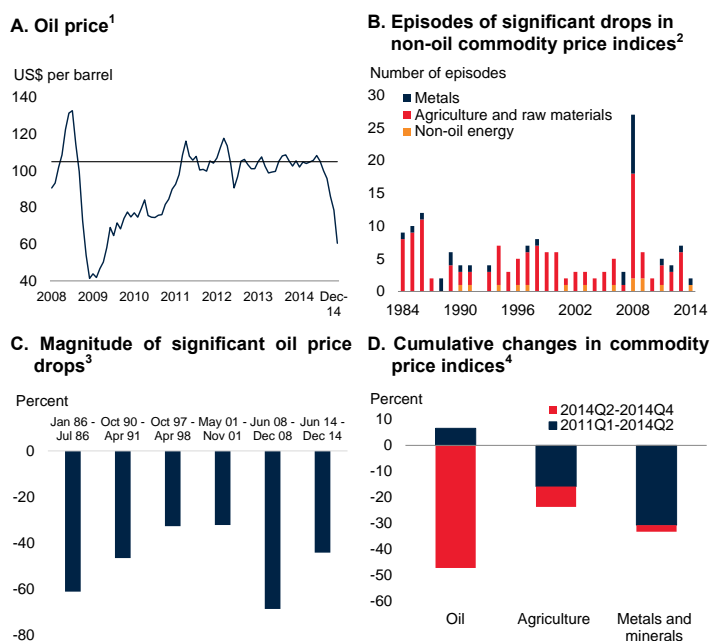 A. Oil price1
US$ per barrel
140
120
100
80
60
40
2008 2009 2010 2011 2012 2013 2014 Dec-
14
B. Episodes of significant drops in
non-oil commodity price indices2
Number of episodes
30
25
20
15
10
5
0
Metals
Agriculture and raw materials
Non-oil energy
1984 1990 1996 2002 2008 2014
C. Magnitude of significant oil price
drops3
Percent
Jan 86 - Oct 90 - Oct 97 - May 01 - Jun 08 - Jun 14 -
Jul 86 Apr 91 Apr 98 Nov 01 Dec 08 Dec 14
0
-20
-40
-60
-80
D. Cumulative changes in commodity
price indices4
Percent
10
0
-10
-20
-30
-40
-50
-60
2014Q2-2014Q4
2011Q1-2014Q2
Oil Agriculture Metals and
minerals